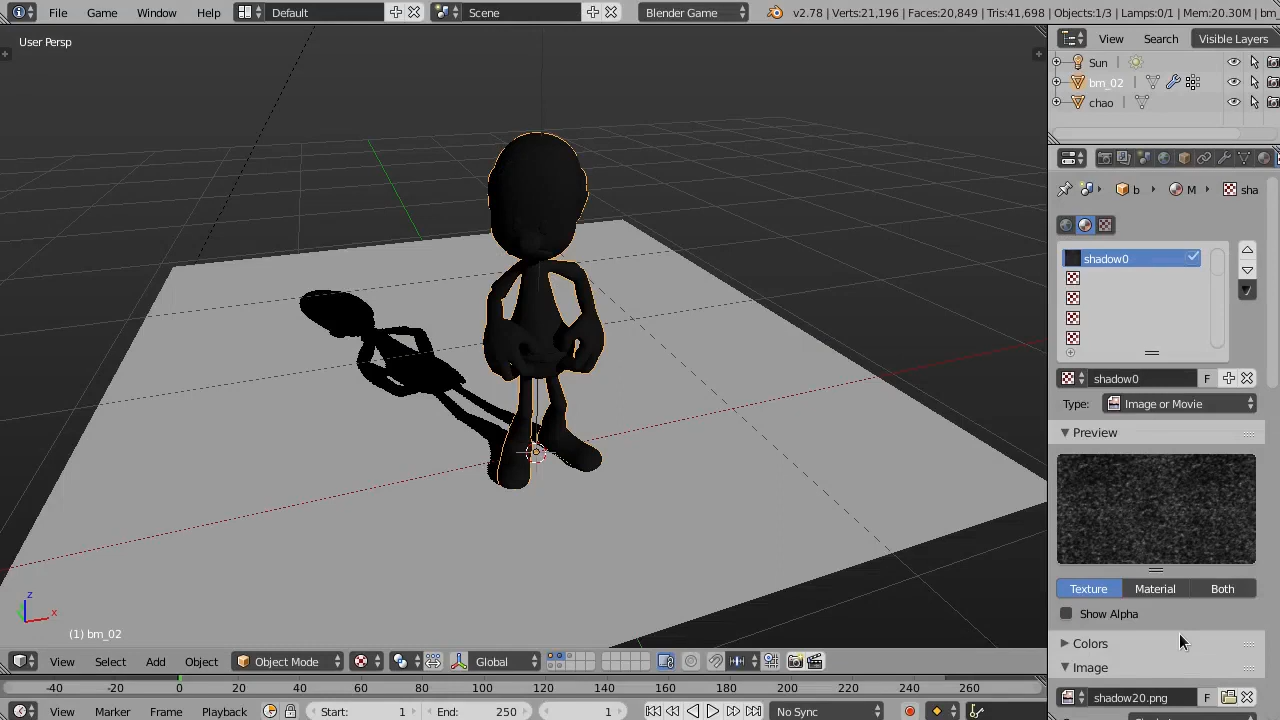 File Game Window Help Default Scene Blender Game v2.78 | Verts:21,196 | Faces:20,849 | Tris:41,698 | Objects:1/3 | Lamps:0/1 | Mem:20.30M | bm
User Persp
View Search Visible Layers
Sun
bm_02
chao
b M sha
shadow0
shadow0 F
Type: Image or Movie
Preview
Texture Material Both
Show Alpha
Colors
Image
shadow20.png F
z
x
(1) bm_02
View Select Add Object Object Mode Global
-40 -20 0 20 40 60 80 100 120 140 160 180 200 220 240 260
View Marker Frame Playback Start: 1 End: 250 1 No Sync